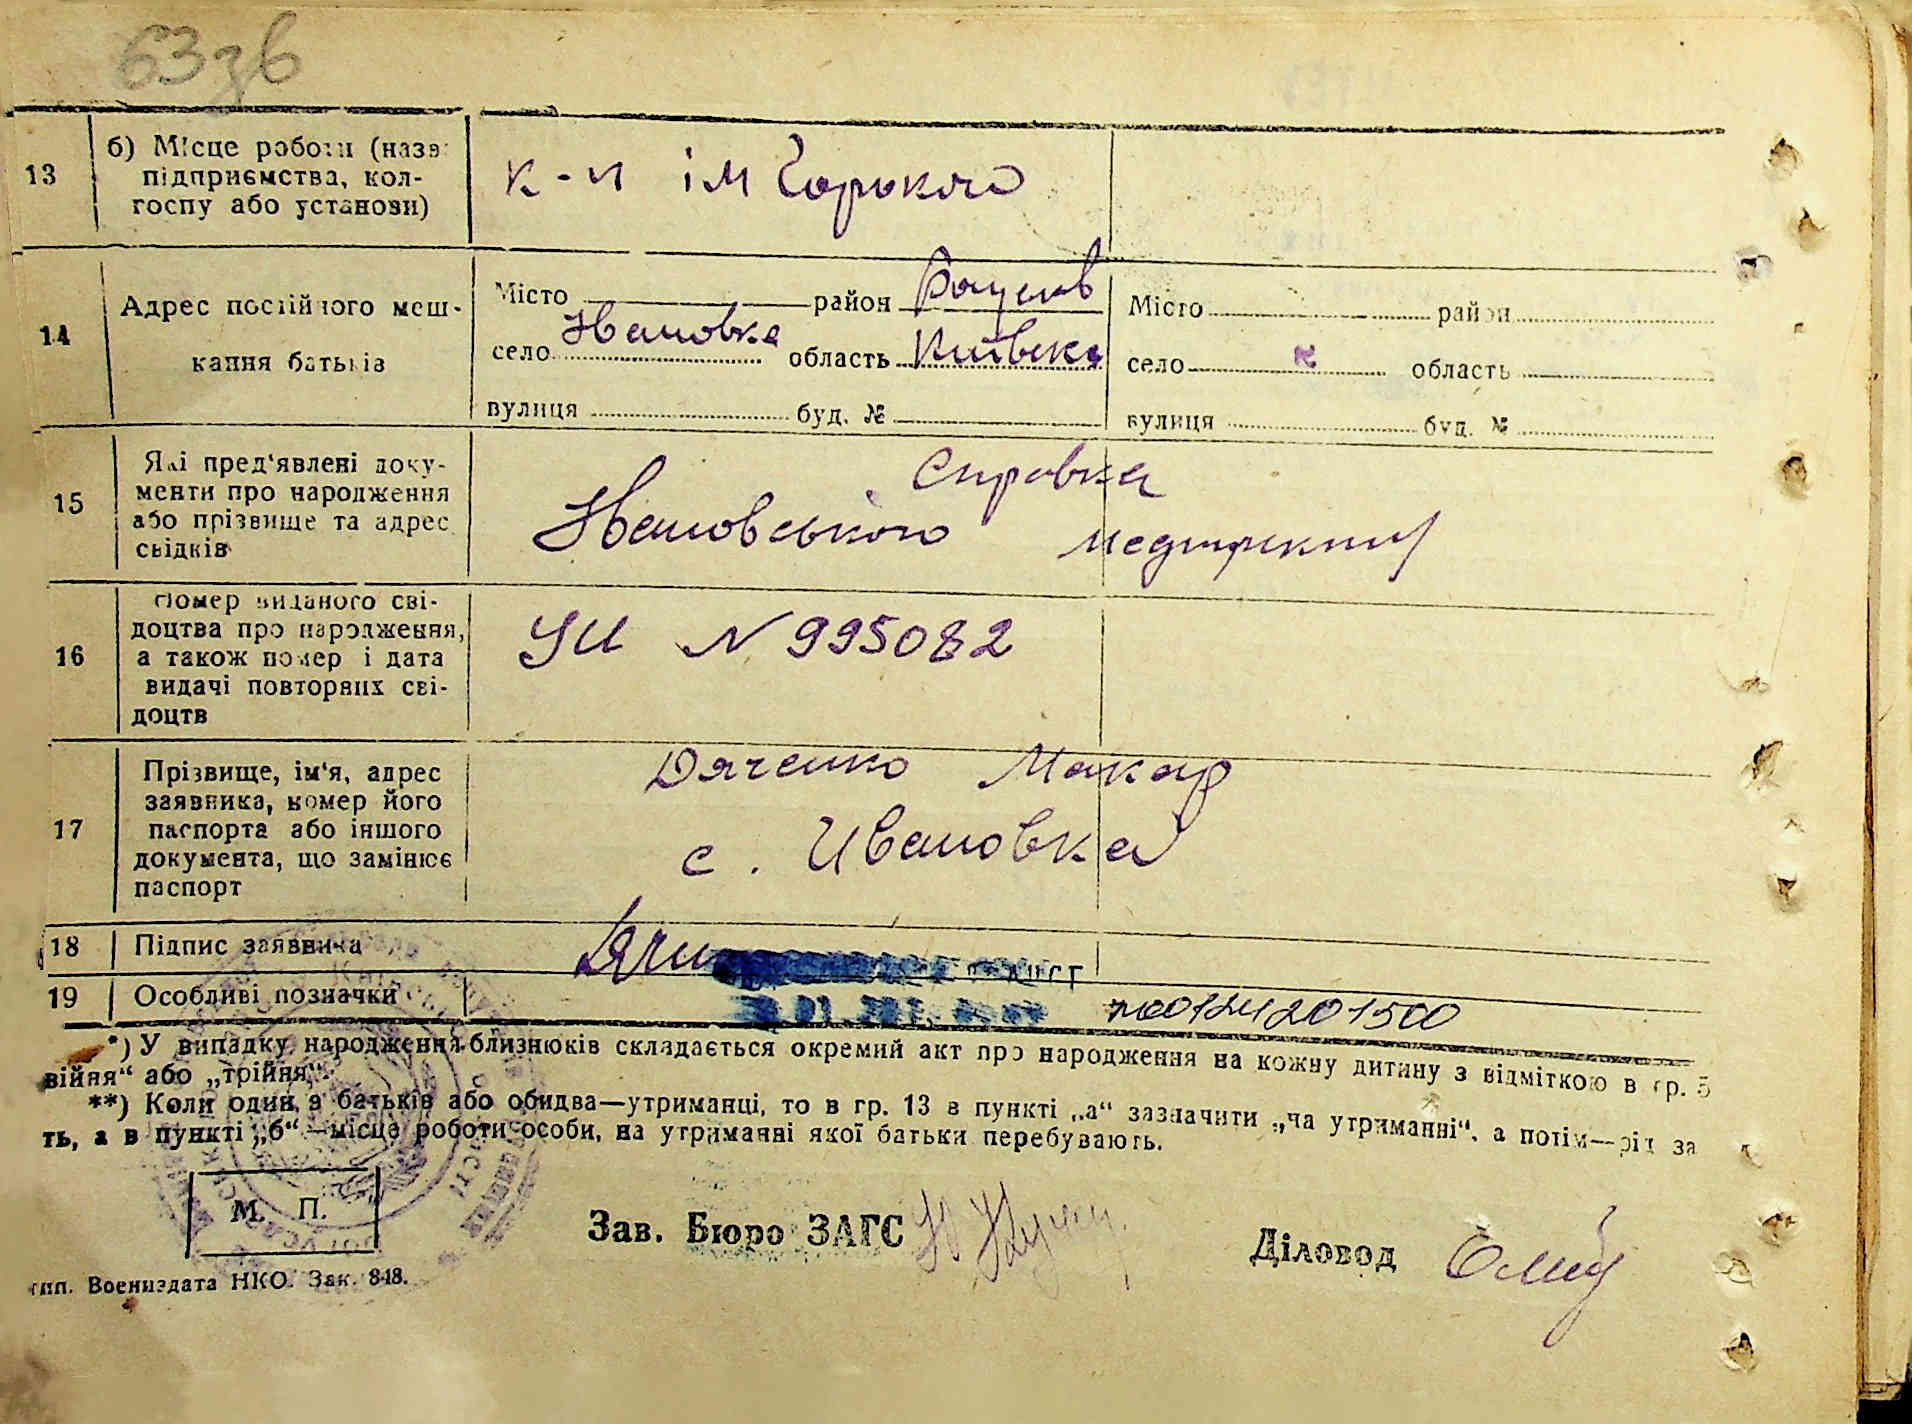 63зв
13
б) Місце роботи (назв
підприємства, кол-
госпу або установи)
к-п ім Горького
14
Адрес постійного меш-
кання батьків
Місто район
село Івановка область Київська
вулиця буд. №
Місто район
село область
вулиця буд. №
15
Які пред'явлені доку-
менти про народження
або прізвище та адрес
свідків
Справка
Івановського медпункту
16
Номер виданого сві-
доцтва про народження,
а також номер і дата
видачі повторних сві-
доцтв
УИ N 995082
17
Прізвище, ім'я, адрес
заявника, номер його
паспорта або іншого
документа, що замінює
паспорт
Дяченко Макар
с. Ивановка
18
Підпис заявника
19
Особливі позначки
*) У випадку народження близнюків складається окремий акт про народження на кожну дитину з відміткою в гр. 5
війня“ або „трійня“.
**) Коли один з батьків або обидва—утриманці, то в гр. 13 в пункті „а“ зазначити „на утриманні“, а потім—рід за
ть, а в пункті „б“—місце роботи особи, на утриманні якої батьки перебувають.
М. П.
Зав. Бюро ЗАГС
Діловод
тип. Воениздата НКО. Зак. 848.